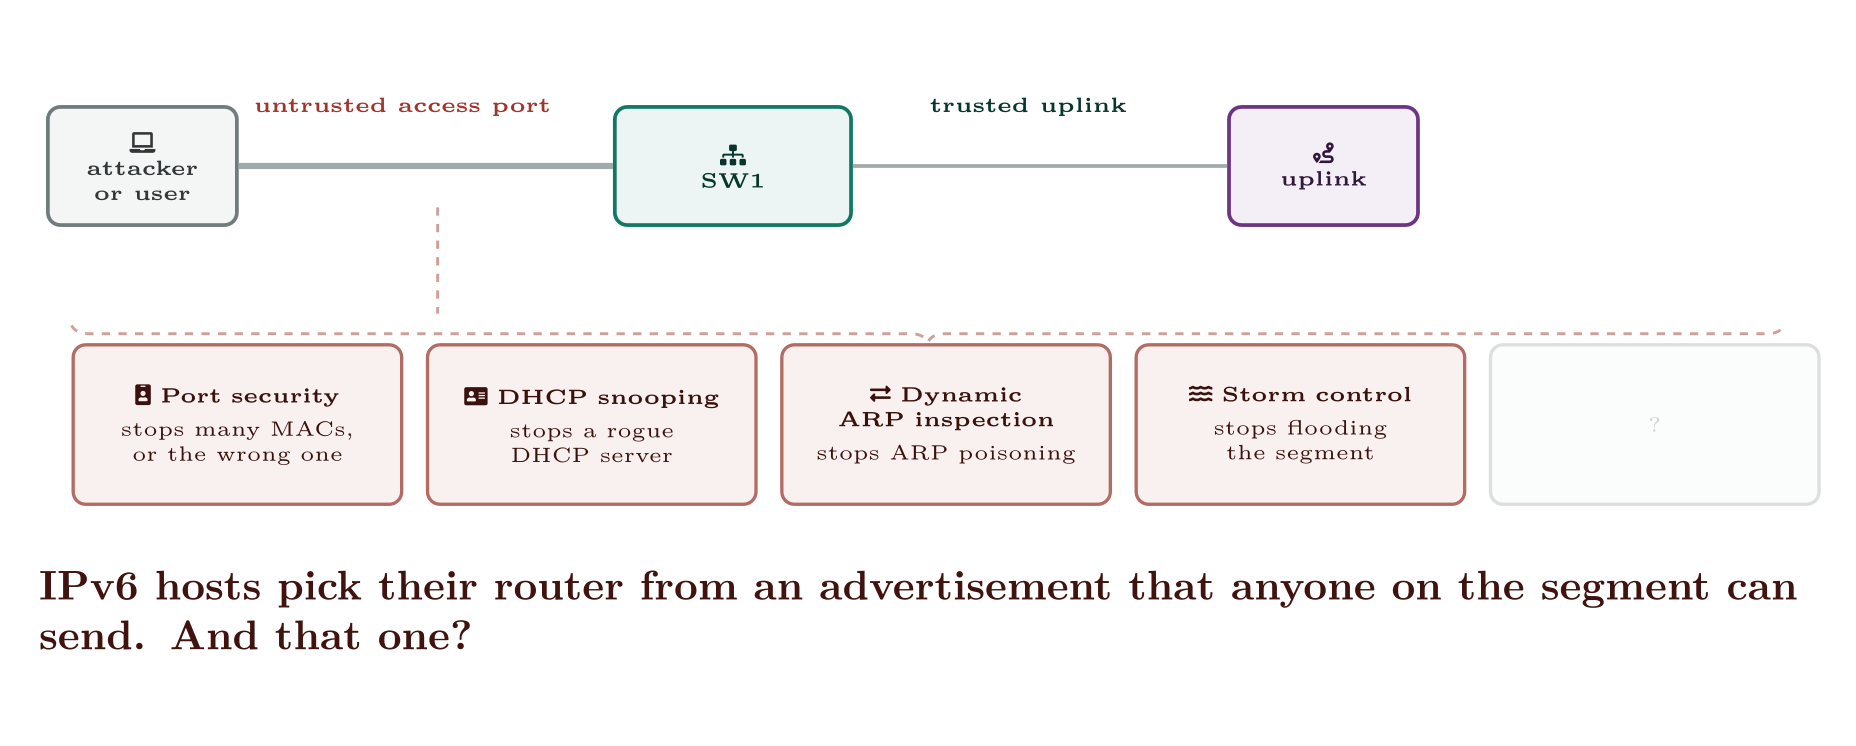 untrusted access port
trusted uplink
attacker
or user
SW1
uplink
Port security
stops many MACs,
or the wrong one
DHCP snooping
stops a rogue
DHCP server
Dynamic
ARP inspection
stops ARP poisoning
Storm control
stops flooding
the segment
?
IPv6 hosts pick their router from an advertisement that anyone on the segment can
send. And that one?